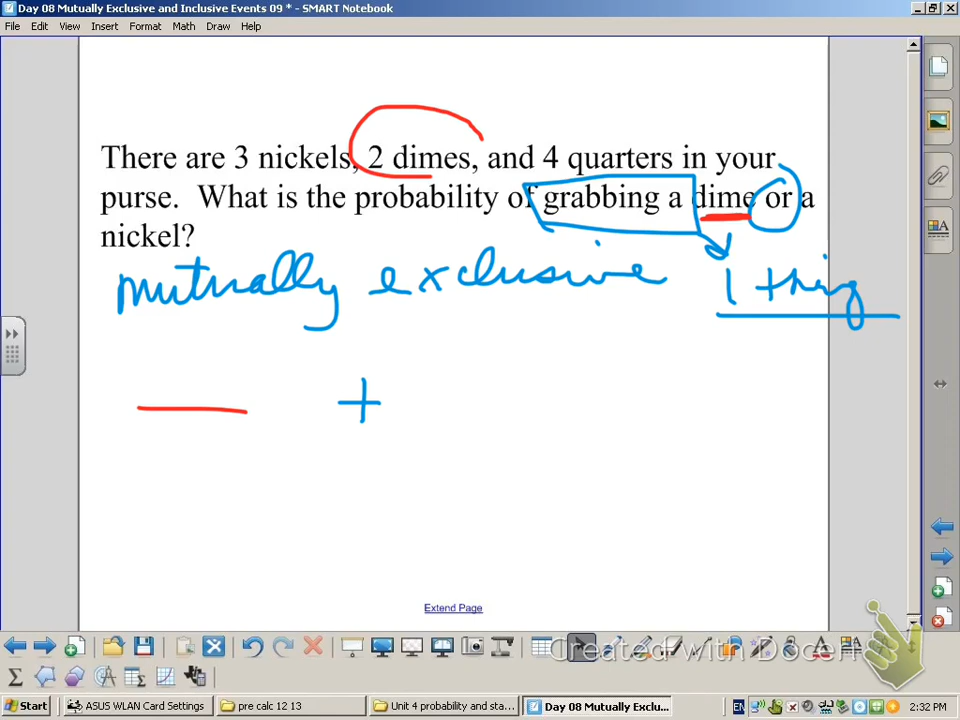 Day 08 Mutually Exclusive and Inclusive Events 09 * - SMART Notebook
File Edit View Insert Format Math Draw Help
There are 3 nickels, 2 dimes, and 4 quarters in your
purse. What is the probability of grabbing a dime or a
nickel?
mutually exclusive 1 thing
+
Extend Page
Created with Doceri
Start ASUS WLAN Card Settings pre calc 12 13 Unit 4 probability and sta... Day 08 Mutually Exclu... EN 2:32 PM